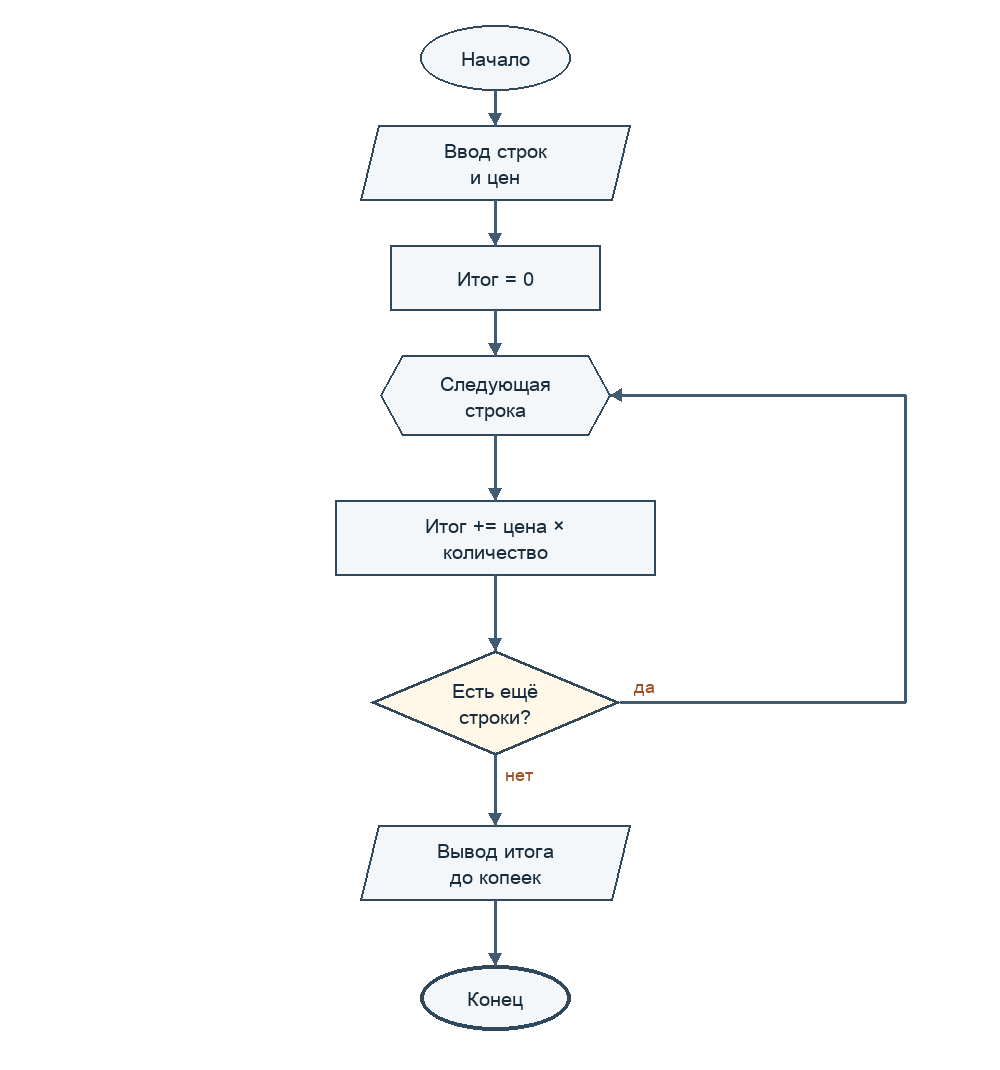 Начало
Ввод строк
и цен
Итог = 0
Следующая
строка
Итог += цена ×
количество
Есть ещё
строки?
да
нет
Вывод итога
до копеек
Конец